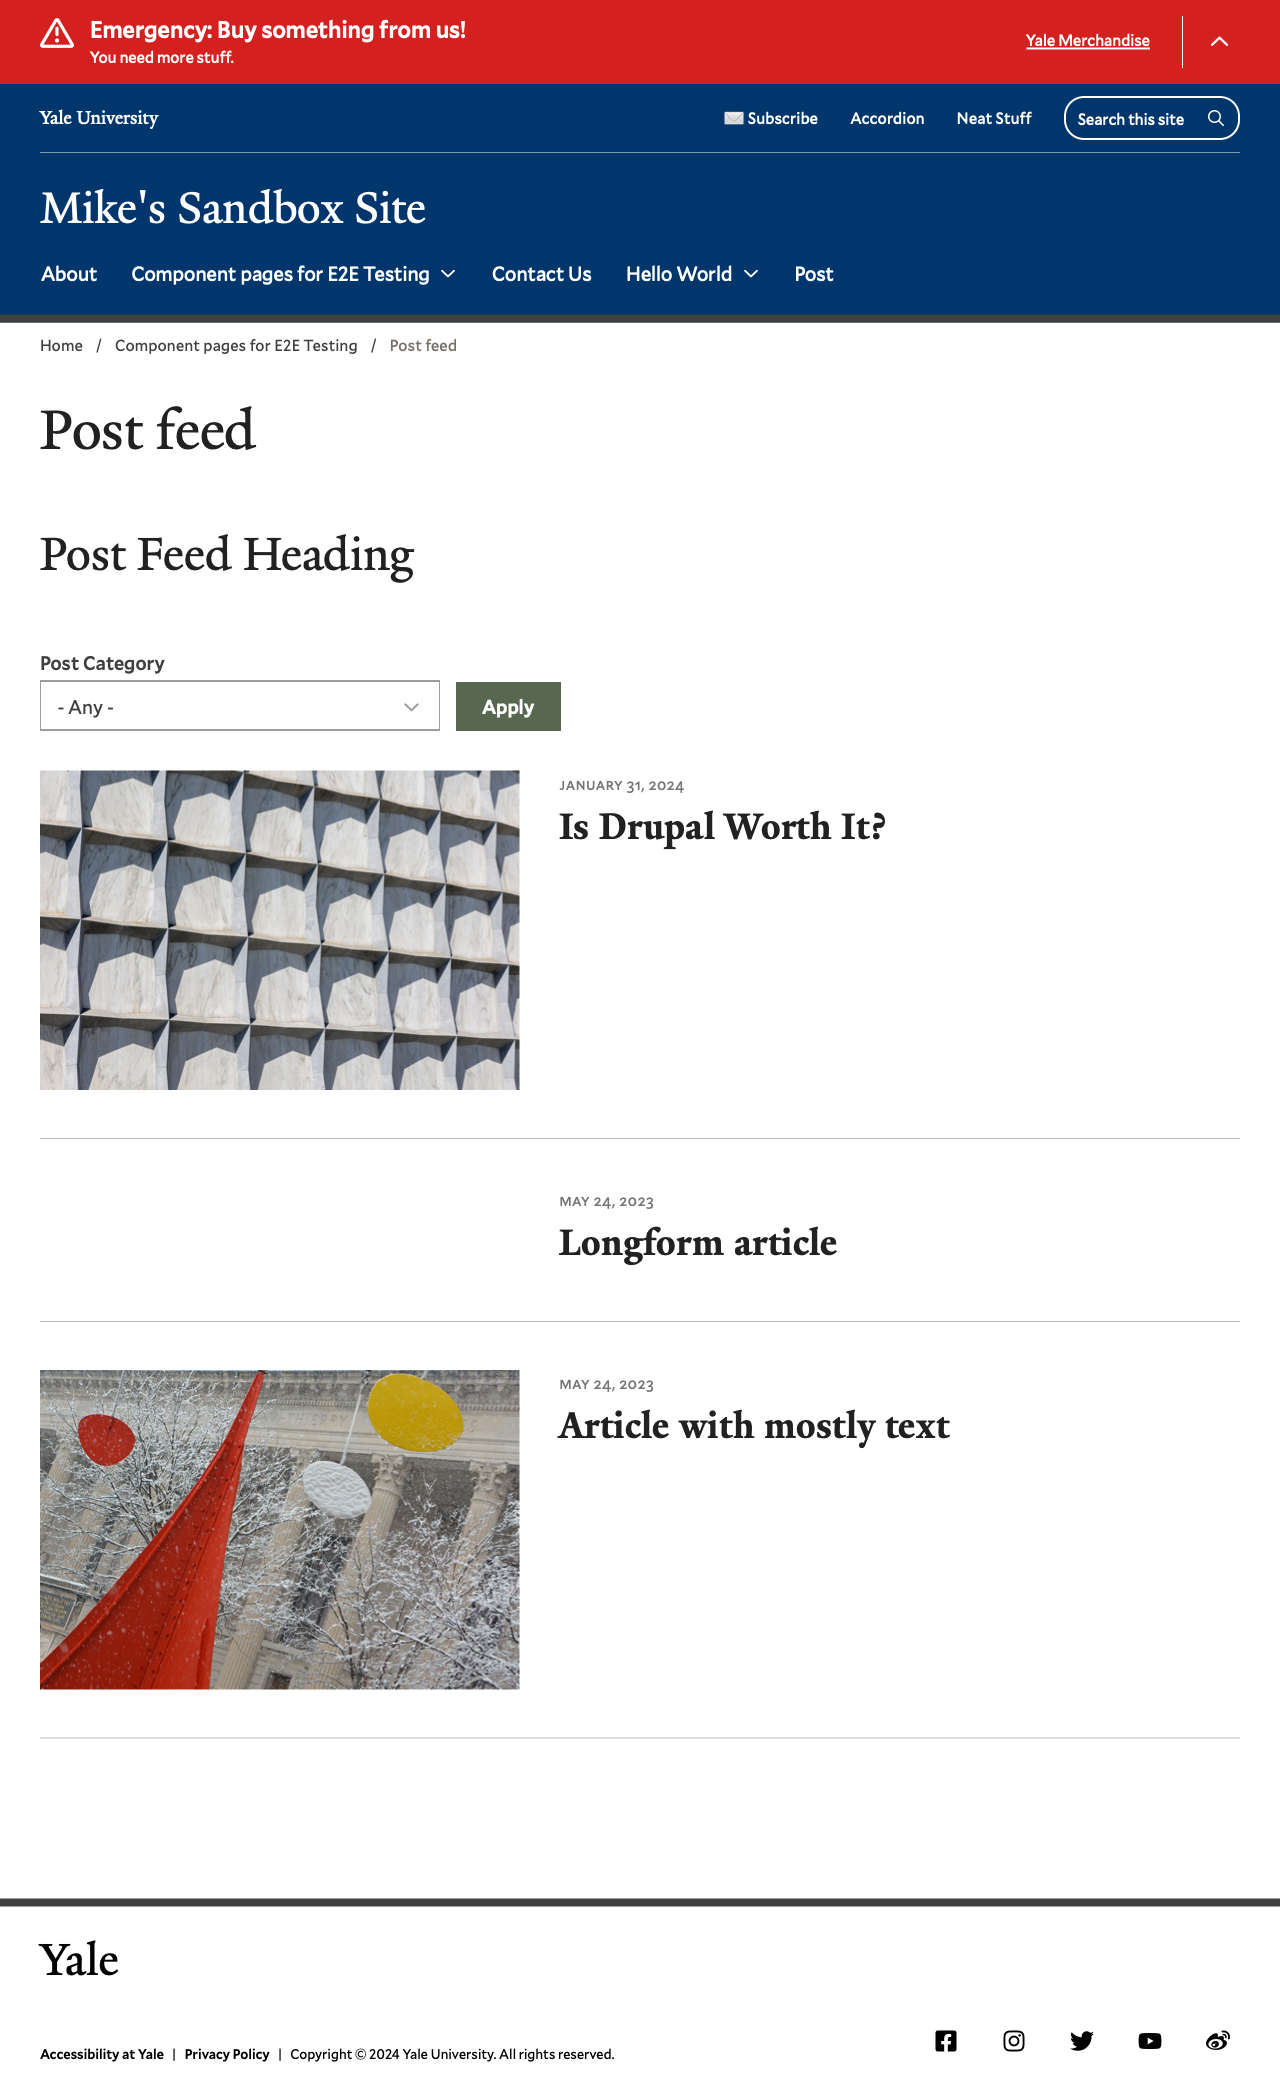 Emergency: Buy something from us!
You need more stuff.
Yale Merchandise
Yale University
Subscribe
Accordion
Neat Stuff
Search this site
Mike's Sandbox Site
About
Component pages for E2E Testing
Contact Us
Hello World
Post
Home / Component pages for E2E Testing / Post feed
Post feed
Post Feed Heading
Post Category
- Any -
Apply
JANUARY 31, 2024
Is Drupal Worth It?
MAY 24, 2023
Longform article
MAY 24, 2023
Article with mostly text
Yale
Accessibility at Yale | Privacy Policy | Copyright © 2024 Yale University. All rights reserved.